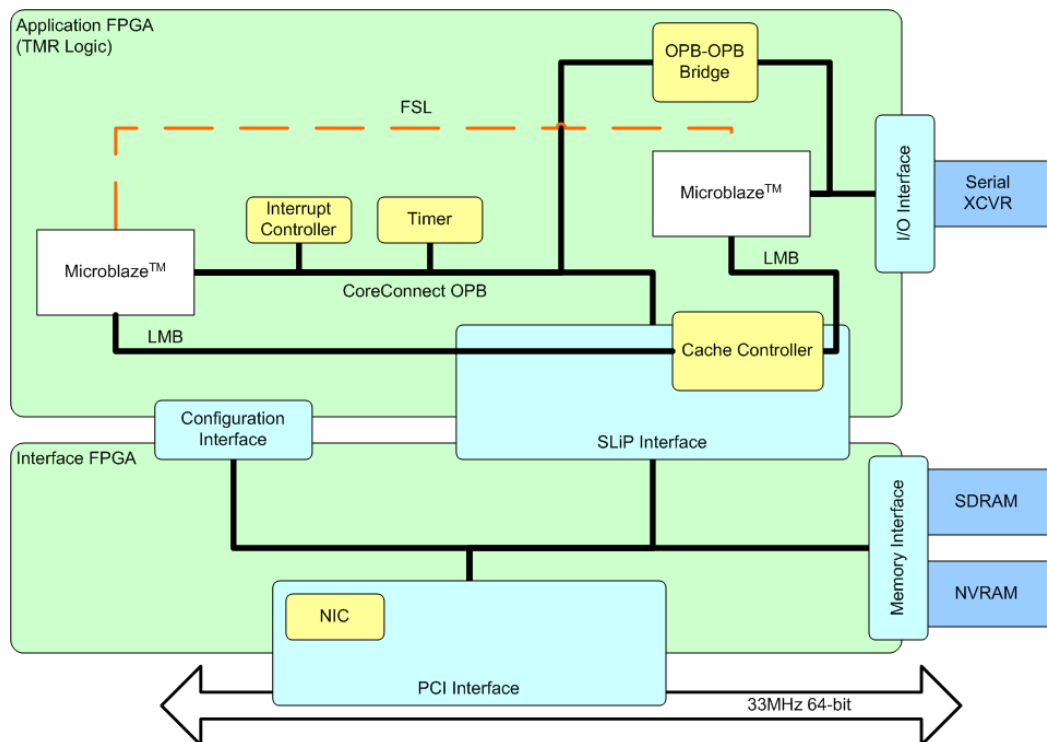 Application FPGA
(TMR Logic)
OPB-OPB
Bridge
FSL
I/O Interface
Serial
XCVR
Microblaze™
Interrupt
Controller
Timer
Microblaze™
CoreConnect OPB
LMB
LMB
Cache Controller
Configuration
Interface
SLiP Interface
Interface FPGA
Memory Interface
SDRAM
NVRAM
NIC
PCI Interface
33MHz 64-bit